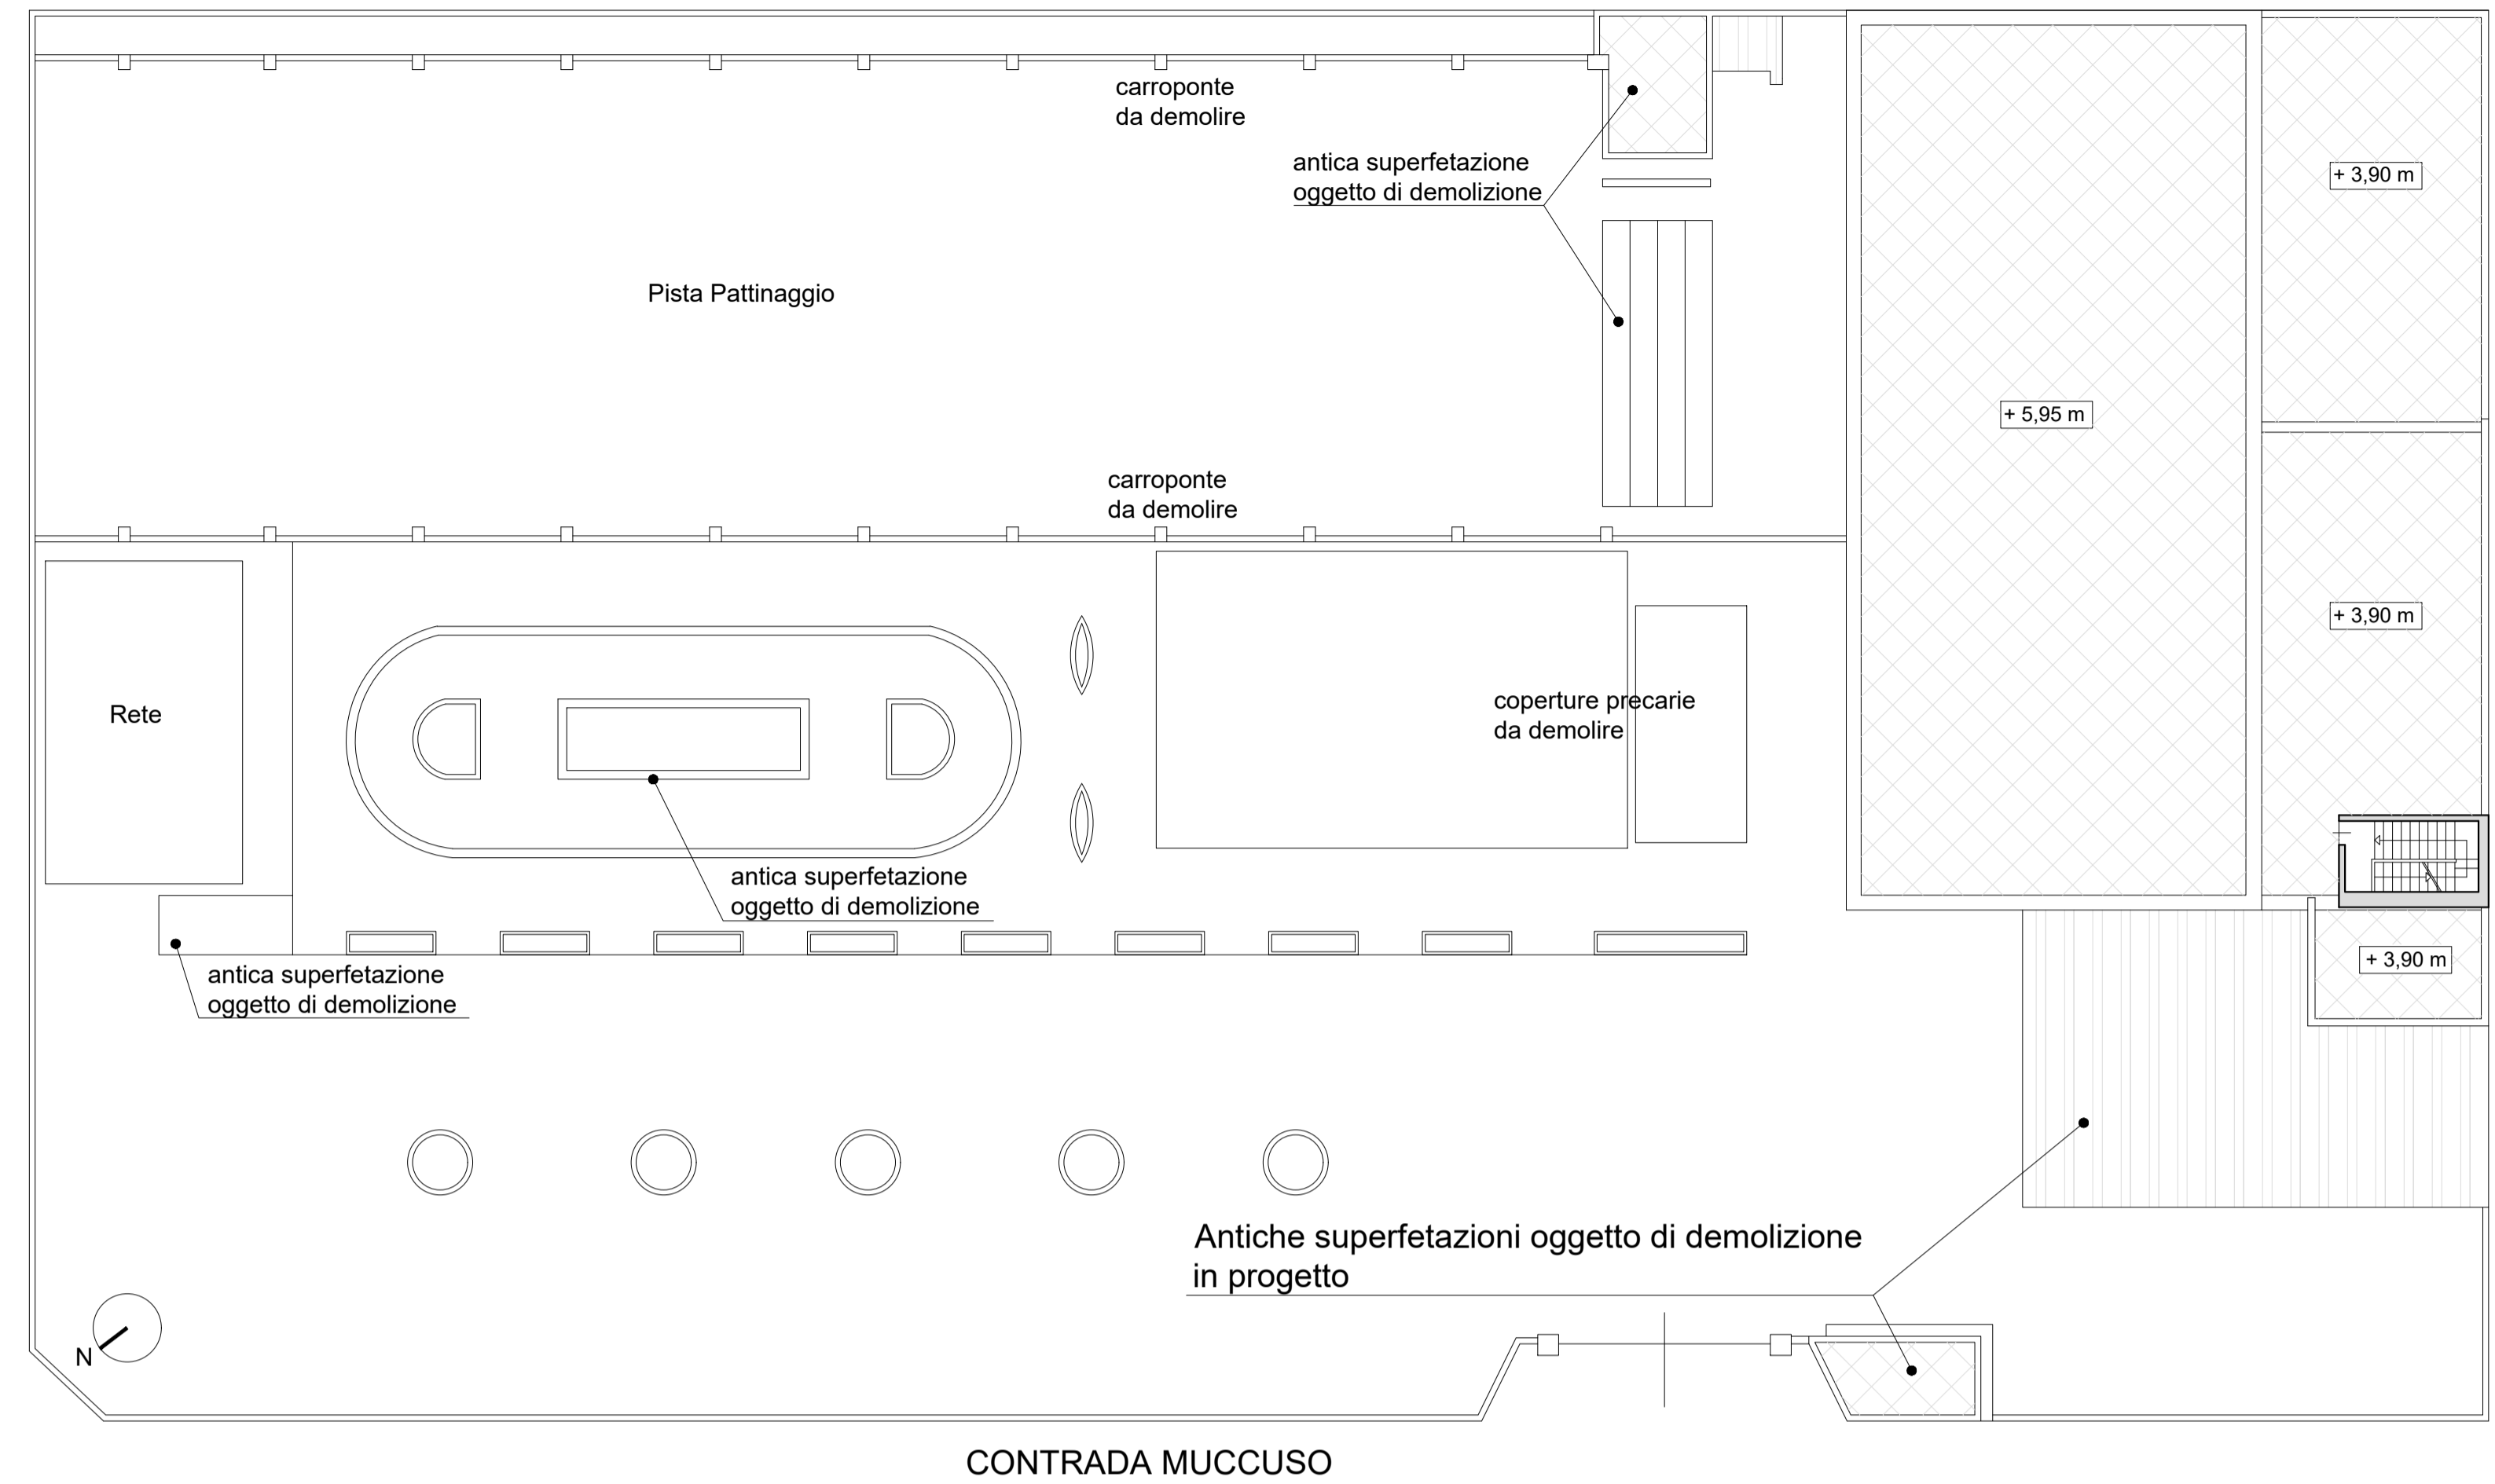 carroponte
da demolire
antica superfetazione
oggetto di demolizione
+ 3,90 m
Pista Pattinaggio
+ 5,95 m
carroponte
da demolire
+ 3,90 m
Rete
coperture precarie
da demolire
antica superfetazione
oggetto di demolizione
+ 3,90 m
antica superfetazione
oggetto di demolizione
Antiche superfetazioni oggetto di demolizione
in progetto
N
CONTRADA MUCCUSO